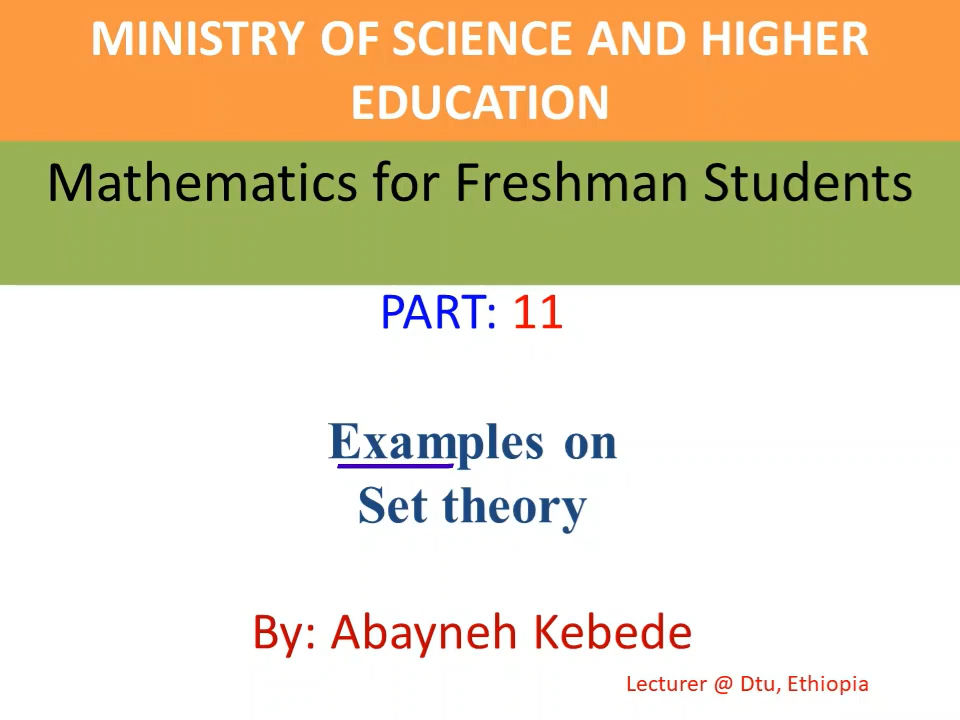 MINISTRY OF SCIENCE AND HIGHER
EDUCATION
Mathematics for Freshman Students
PART: 11
Examples on
Set theory
By: Abayneh Kebede
Lecturer @ Dtu, Ethiopia